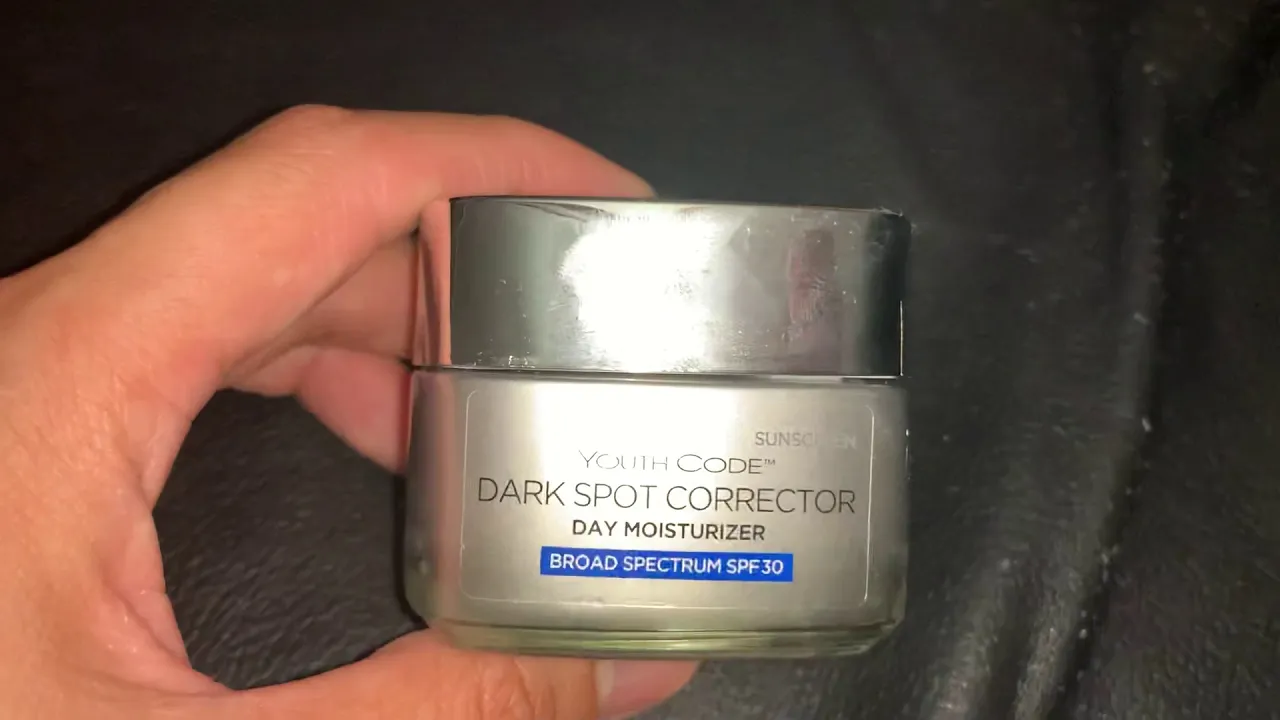 SUNSCREEN
YOUTH CODE™
DARK SPOT CORRECTOR
DAY MOISTURIZER
BROAD SPECTRUM SPF30